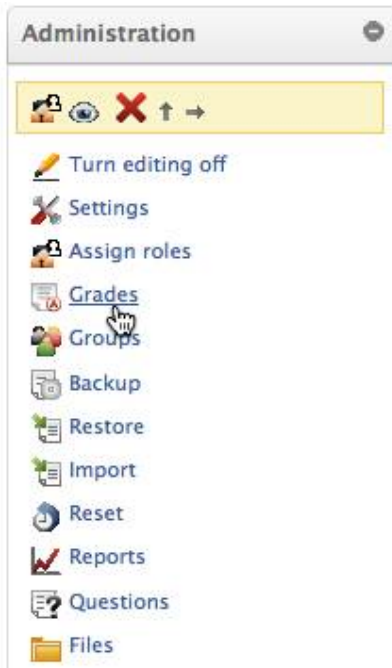 Administration
Turn editing off
Settings
Assign roles
Grades
Groups
Backup
Restore
Import
Reset
Reports
Questions
Files